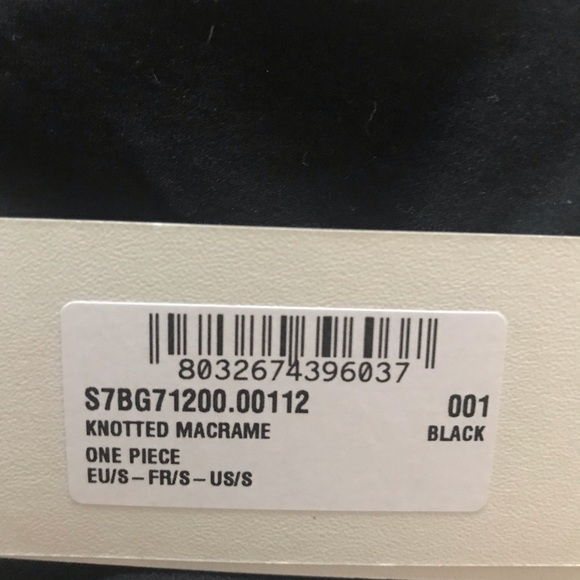 8032674396037
S7BG71200.00112 001
KNOTTED MACRAME BLACK
ONE PIECE
EU/S – FR/S – US/S